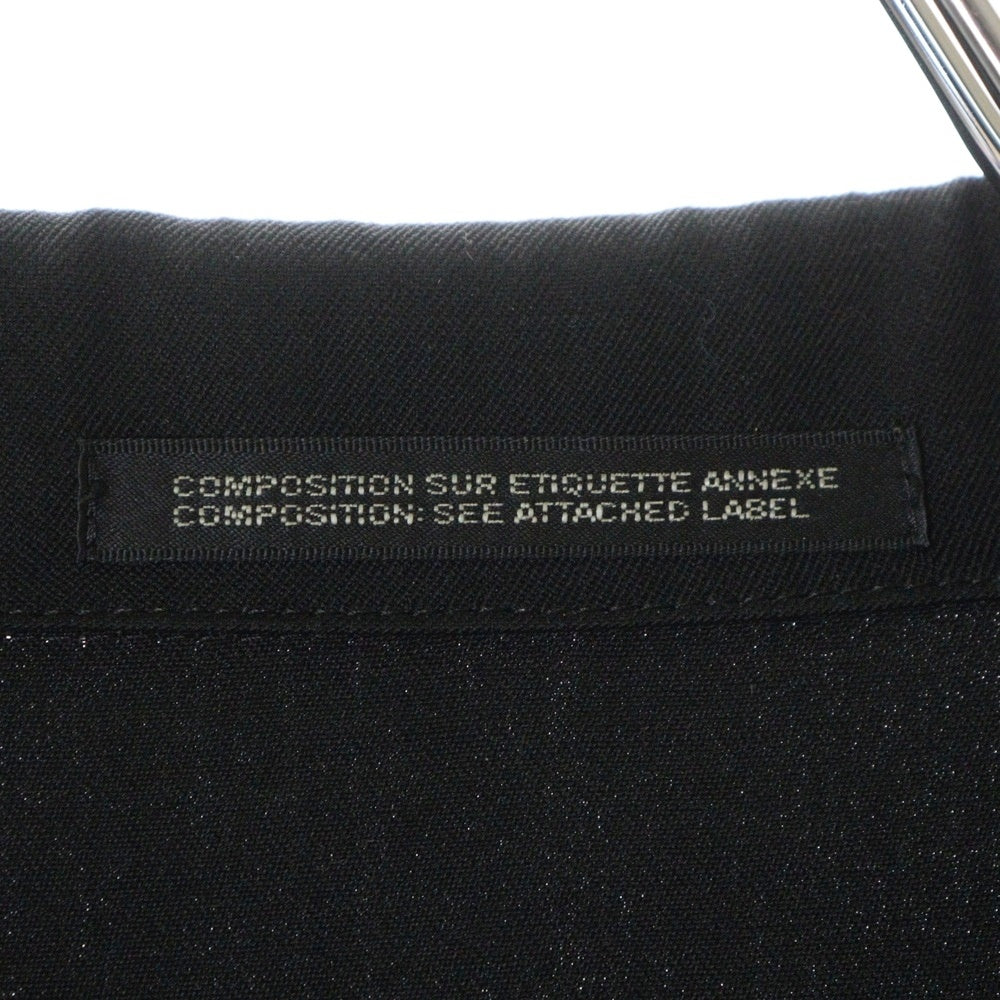 COMPOSITION SUR ETIQUETTE ANNEXE
COMPOSITION: SEE ATTACHED LABEL